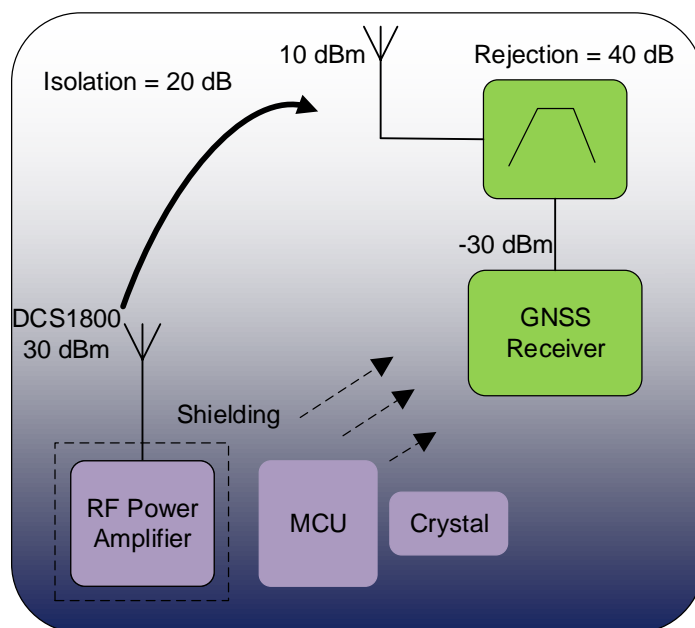 10 dBm
Rejection = 40 dB
Isolation = 20 dB
-30 dBm
GNSS
Receiver
DCS1800
30 dBm
Shielding
RF Power
Amplifier
MCU
Crystal